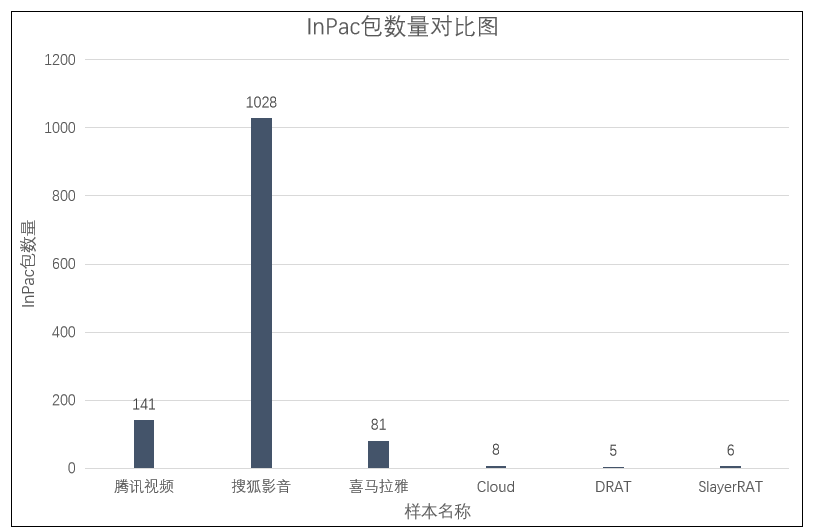 InPac包数量对比图
1200
1000
800
600
400
200
0
InPac包数量
141
1028
81
8
5
6
腾讯视频
搜狐影音
喜马拉雅
Cloud
DRAT
SlayerRAT
样本名称